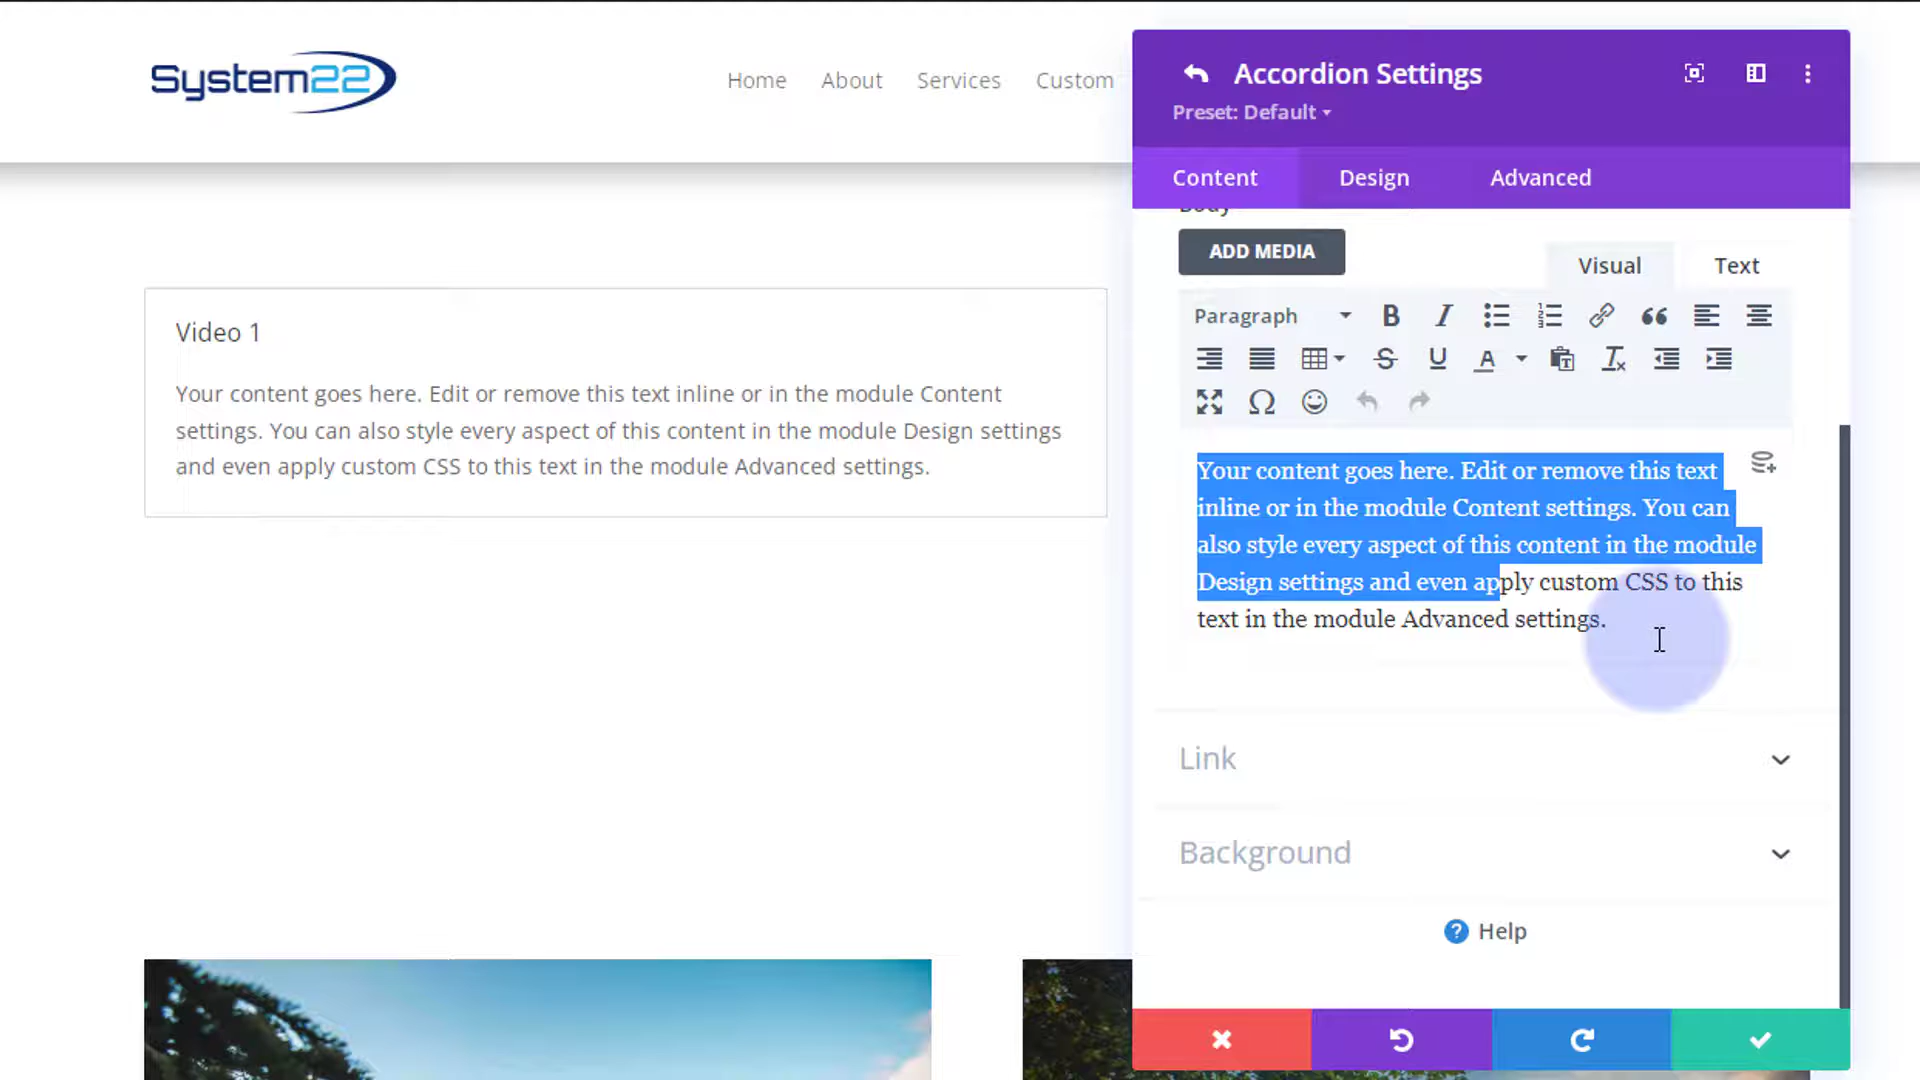 System22
Home About Services Custom
Accordion Settings
Preset: Default
Content Design Advanced
Body
ADD MEDIA
Visual Text
Paragraph
Video 1
Your content goes here. Edit or remove this text inline or in the module Content
settings. You can also style every aspect of this content in the module Design settings
and even apply custom CSS to this text in the module Advanced settings.
Your content goes here. Edit or remove this text
inline or in the module Content settings. You can
also style every aspect of this content in the module
Design settings and even apply custom CSS to this
text in the module Advanced settings.
Link
Background
Help